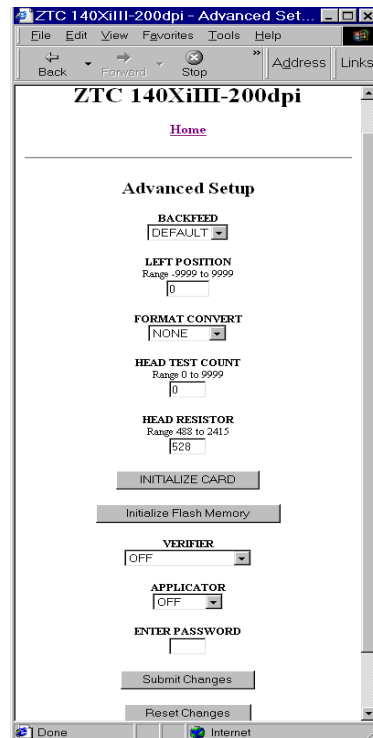 ZTC 140XiIII-200dpi - Advanced Set...
File Edit View Favorites Tools Help
Back Forward Stop » Address Links
ZTC 140XiIII-200dpi
Home
Advanced Setup
BACKFEED
DEFAULT
LEFT POSITION
Range -9999 to 9999
0
FORMAT CONVERT
NONE
HEAD TEST COUNT
Range 0 to 9999
0
HEAD RESISTOR
Range 488 to 2415
528
INITIALIZE CARD
Initialize Flash Memory
VERIFIER
OFF
APPLICATOR
OFF
ENTER PASSWORD
Submit Changes
Reset Changes
Done Internet